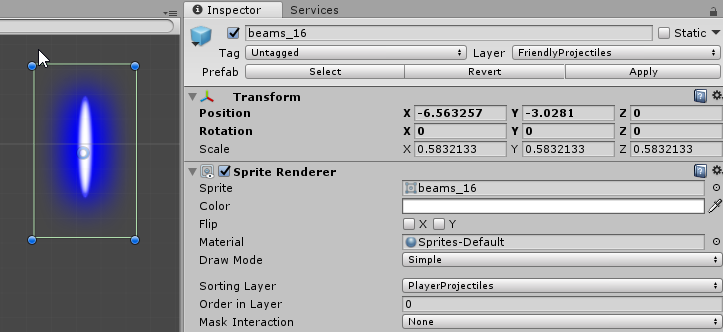 Inspector Services
beams_16 Static
Tag Untagged Layer FriendlyProjectiles
Prefab Select Revert Apply
Transform
Position X -6.563257 Y -3.0281 Z 0
Rotation X 0 Y 0 Z 0
Scale X 0.5832133 Y 0.5832133 Z 0.5832133
Sprite Renderer
Sprite beams_16
Color
Flip X Y
Material Sprites-Default
Draw Mode Simple
Sorting Layer PlayerProjectiles
Order in Layer 0
Mask Interaction None